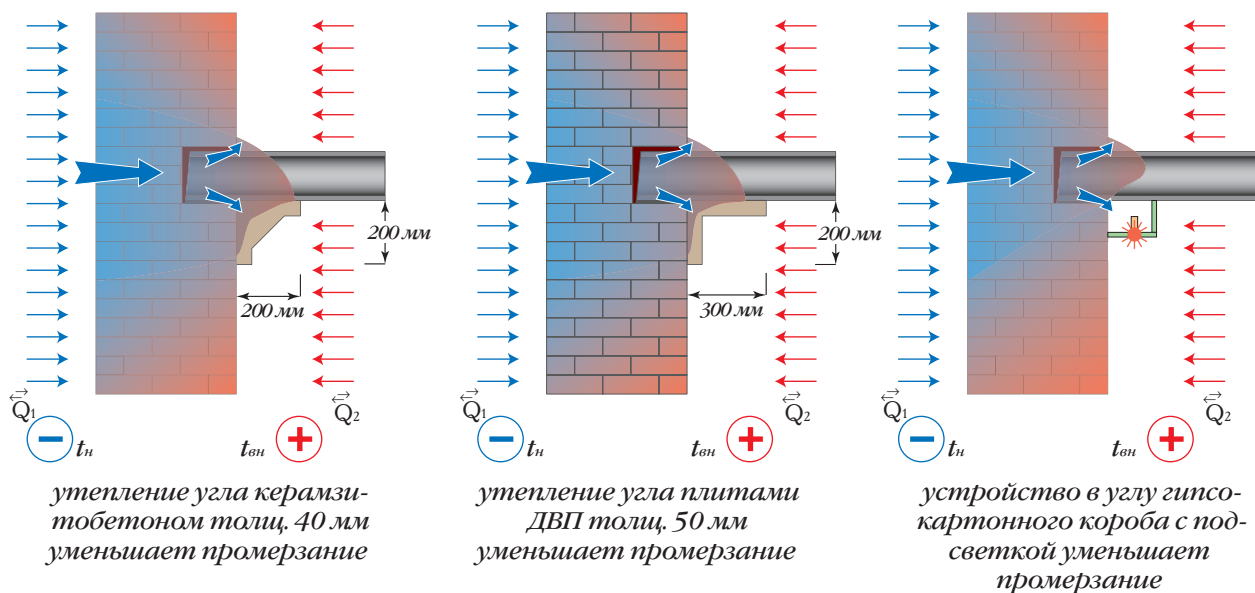 200 мм
200 мм
Q₁
Q₂
−
tн
tвн
+
утепление угла керамзи-
тобетоном толщ. 40 мм
уменьшает промерзание
200 мм
300 мм
Q₁
Q₂
−
tн
tвн
+
утепление угла плитами
ДВП толщ. 50 мм
уменьшает промерзание
Q₁
Q₂
−
tн
tвн
+
устройство в углу гипсо-
картонного короба с под-
светкой уменьшает
промерзание